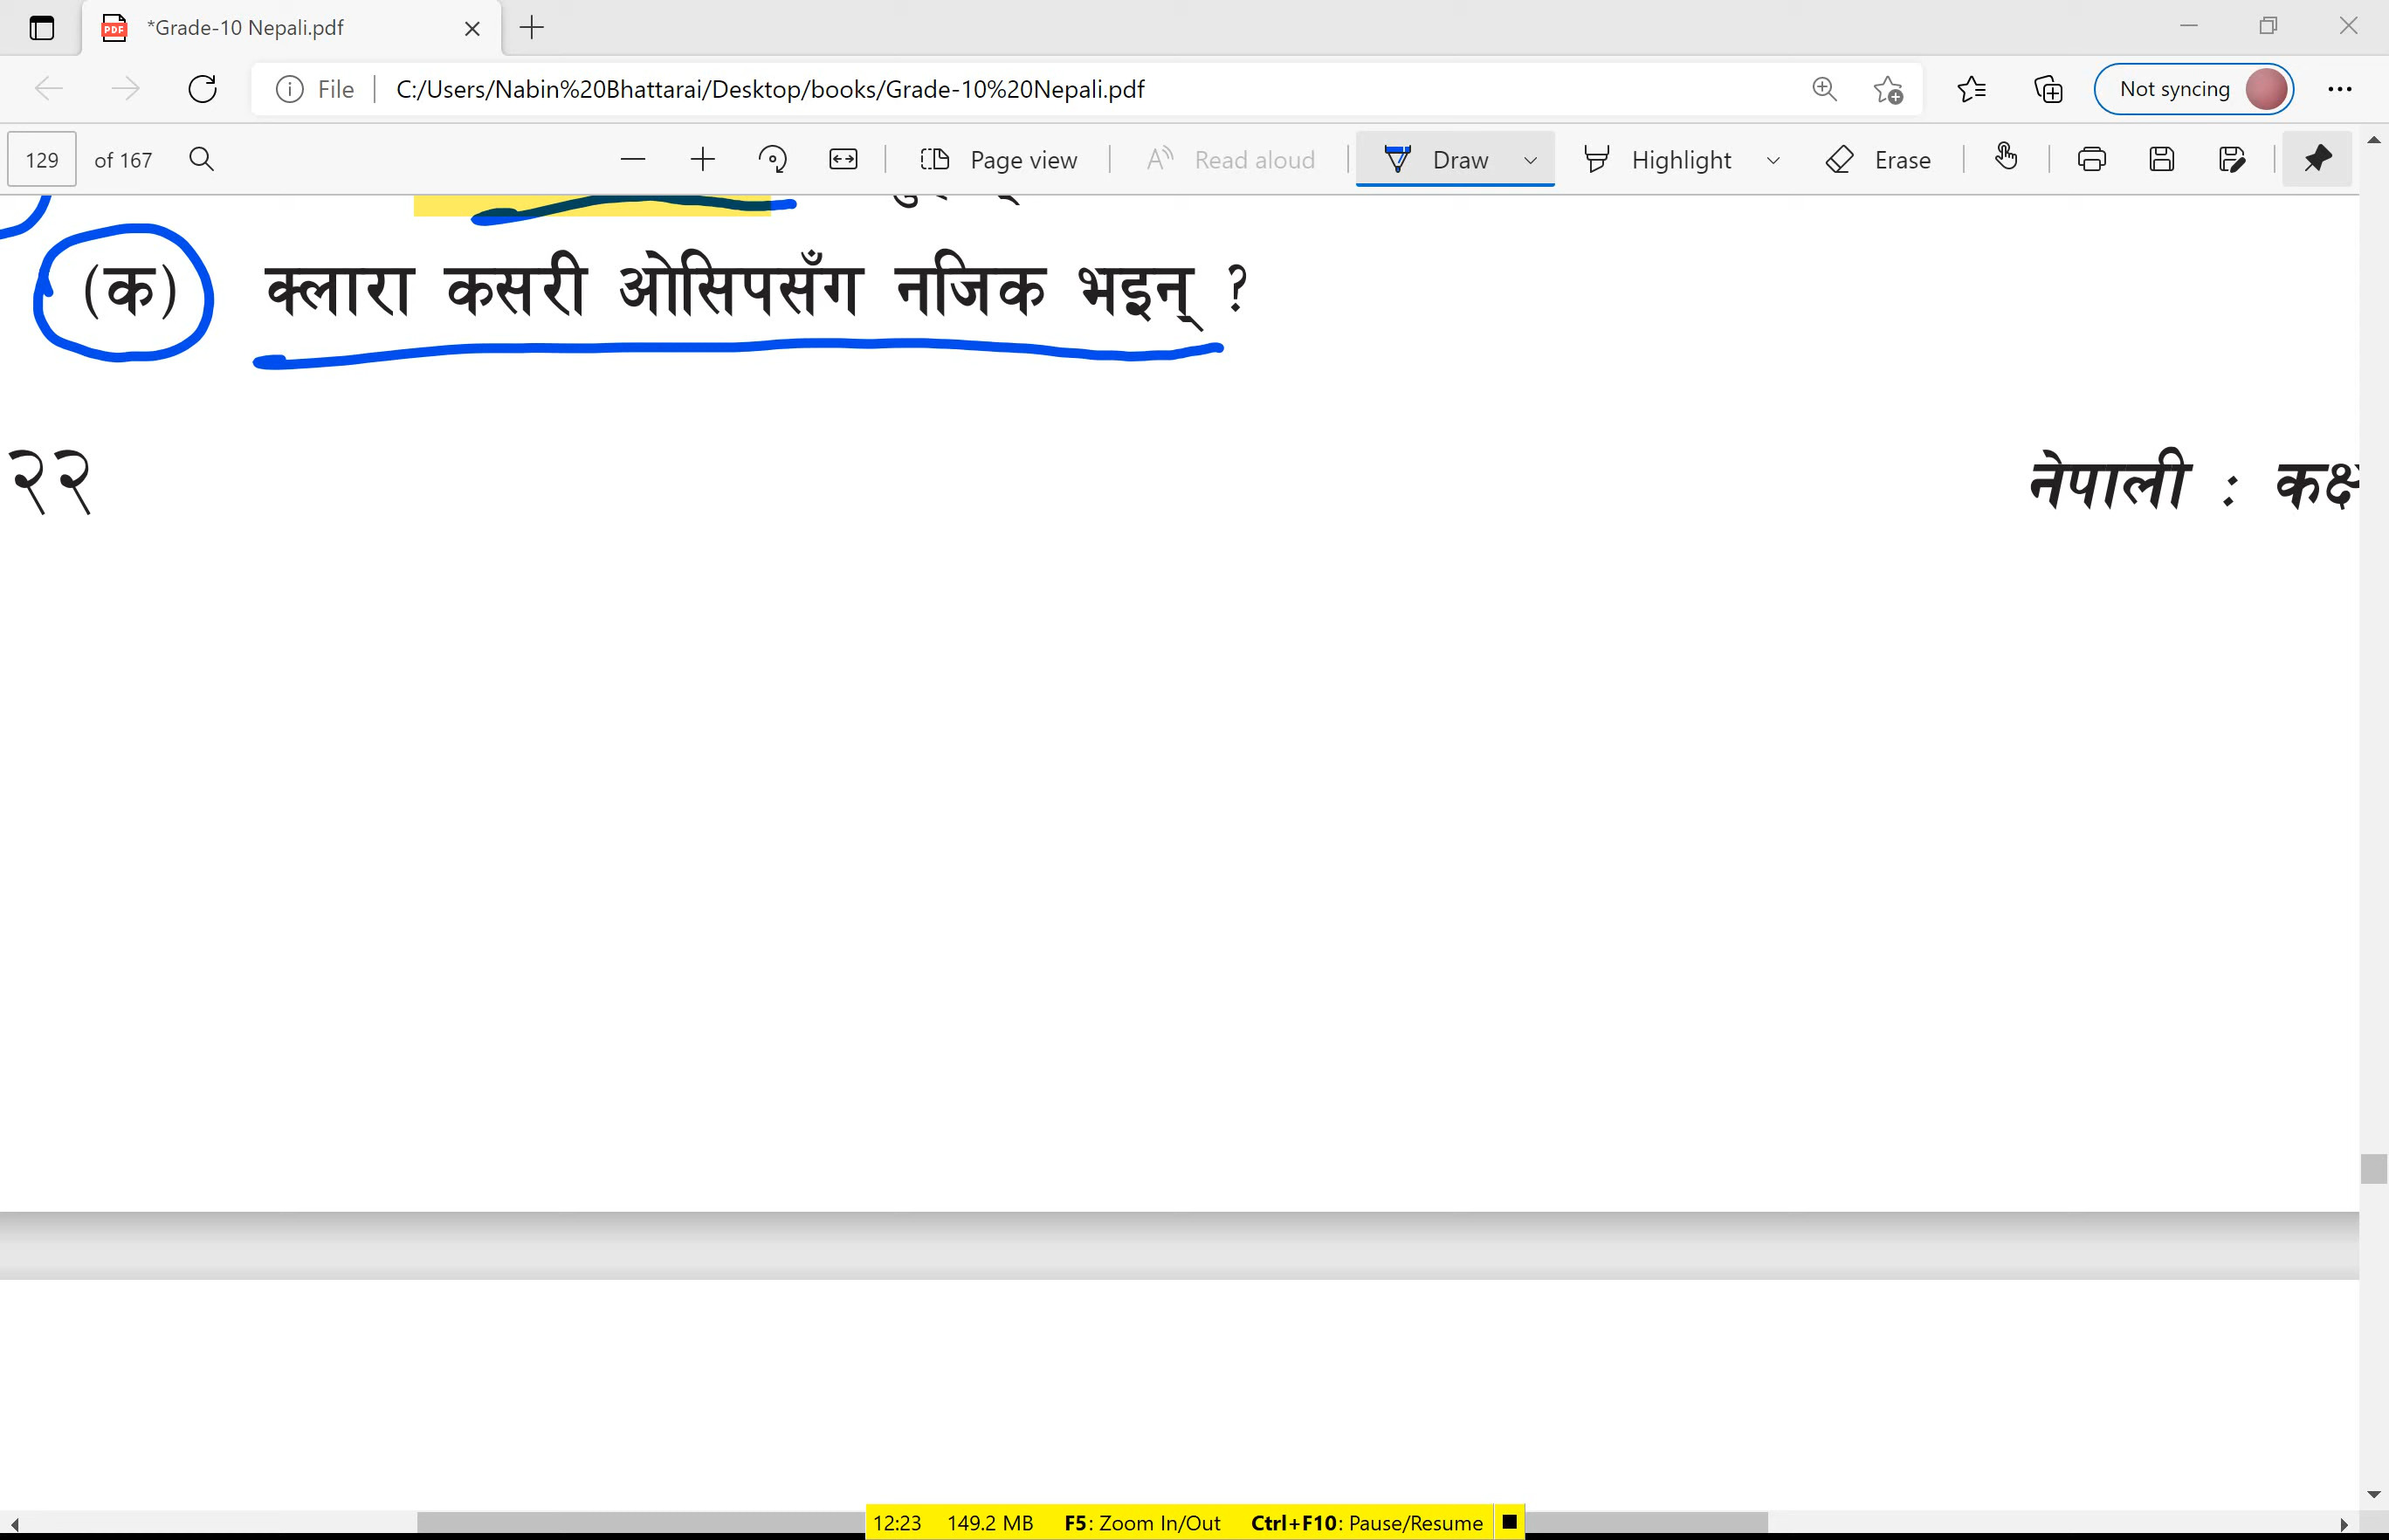 *Grade-10 Nepali.pdf
File C:/Users/Nabin%20Bhattarai/Desktop/books/Grade-10%20Nepali.pdf Not syncing
129 of 167 Page view Read aloud Draw Highlight Erase
(क) क्लारा कसरी ओसिपसँग नजिक भइन् ?
२२ नेपाली :
12:23 149.2 MB F5: Zoom In/Out Ctrl+F10: Pause/Resume